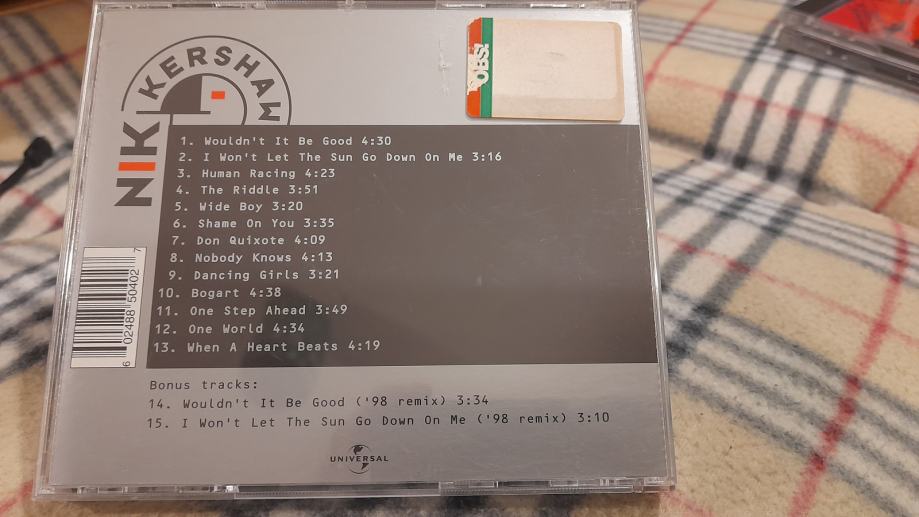 NIK KERSHAW
OBS!
1. Wouldn't It Be Good 4:30
2. I Won't Let The Sun Go Down On Me 3:16
3. Human Racing 4:23
4. The Riddle 3:51
5. Wide Boy 3:20
6. Shame On You 3:35
7. Don Quixote 4:09
8. Nobody Knows 4:13
9. Dancing Girls 3:21
10. Bogart 4:38
11. One Step Ahead 3:49
12. One World 4:34
13. When A Heart Beats 4:19
6 02488 50402 7
Bonus tracks:
14. Wouldn't It Be Good ('98 remix) 3:34
15. I Won't Let The Sun Go Down On Me ('98 remix) 3:10
UNIVERSAL